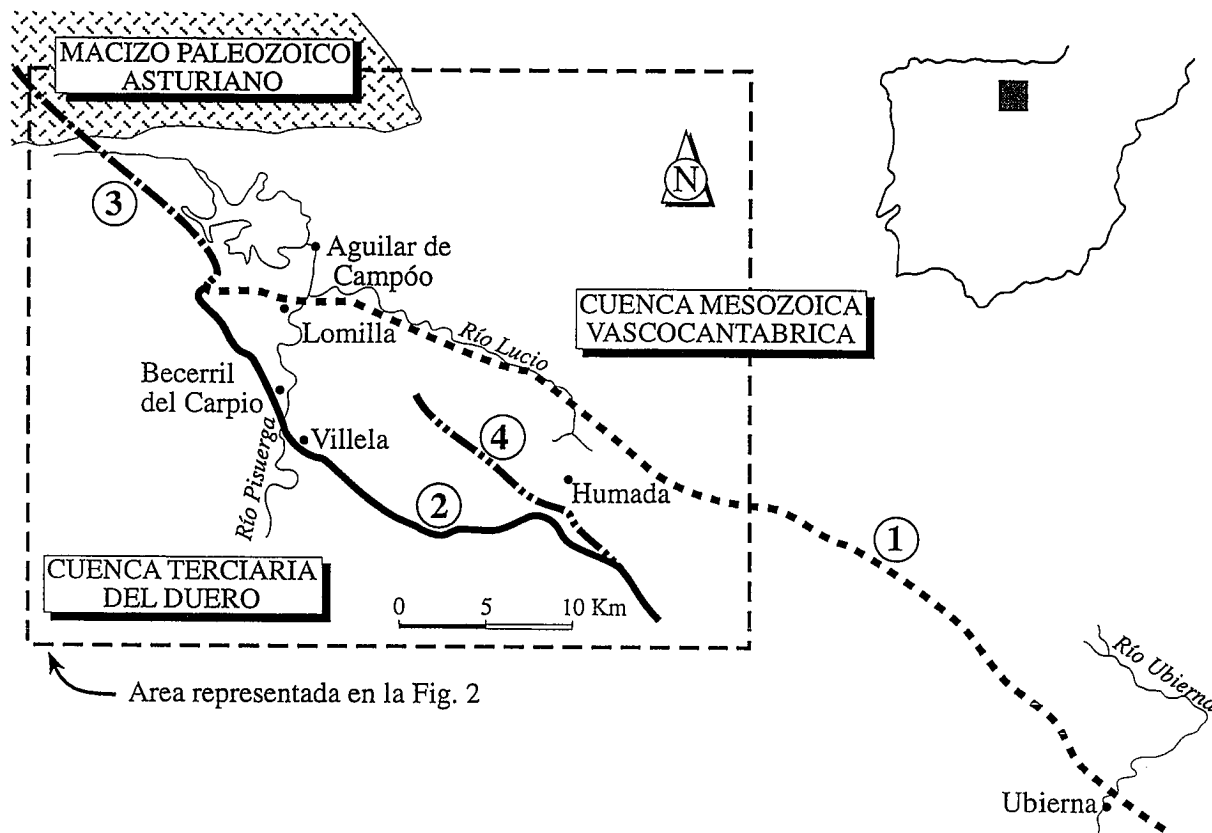 MACIZO PALEOZOICO
ASTURIANO
3
N
Aguilar de
Campóo
CUENCA MESOZOICA
VASCOCANTABRICA
Lomilla
Río Lucio
Becerril
del Carpio
4
Villela
Río Pisuerga
Humada
2
1
CUENCA TERCIARIA
DEL DUERO
0 5 10 Km
Río Ubierna
Area representada en la Fig. 2
Ubierna